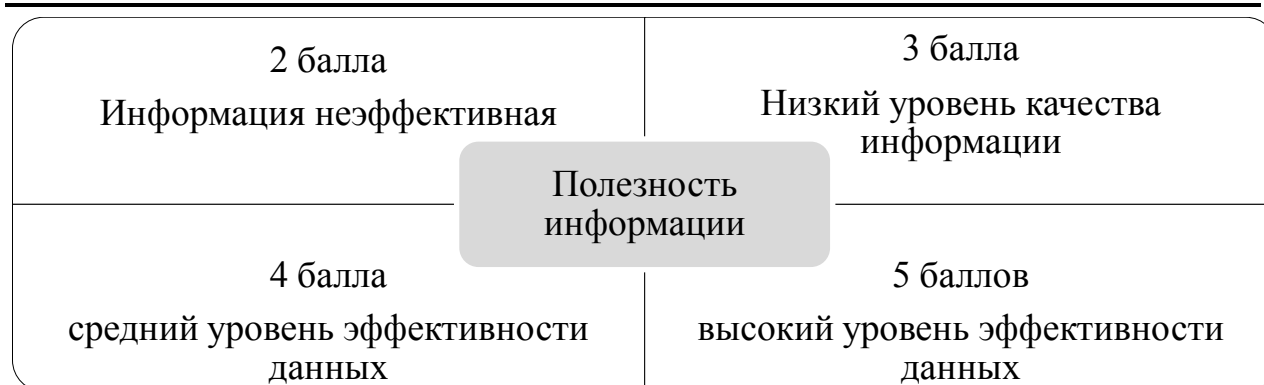 2 балла
Информация неэффективная
3 балла
Низкий уровень качества
информации
Полезность
информации
4 балла
средний уровень эффективности
данных
5 баллов
высокий уровень эффективности
данных